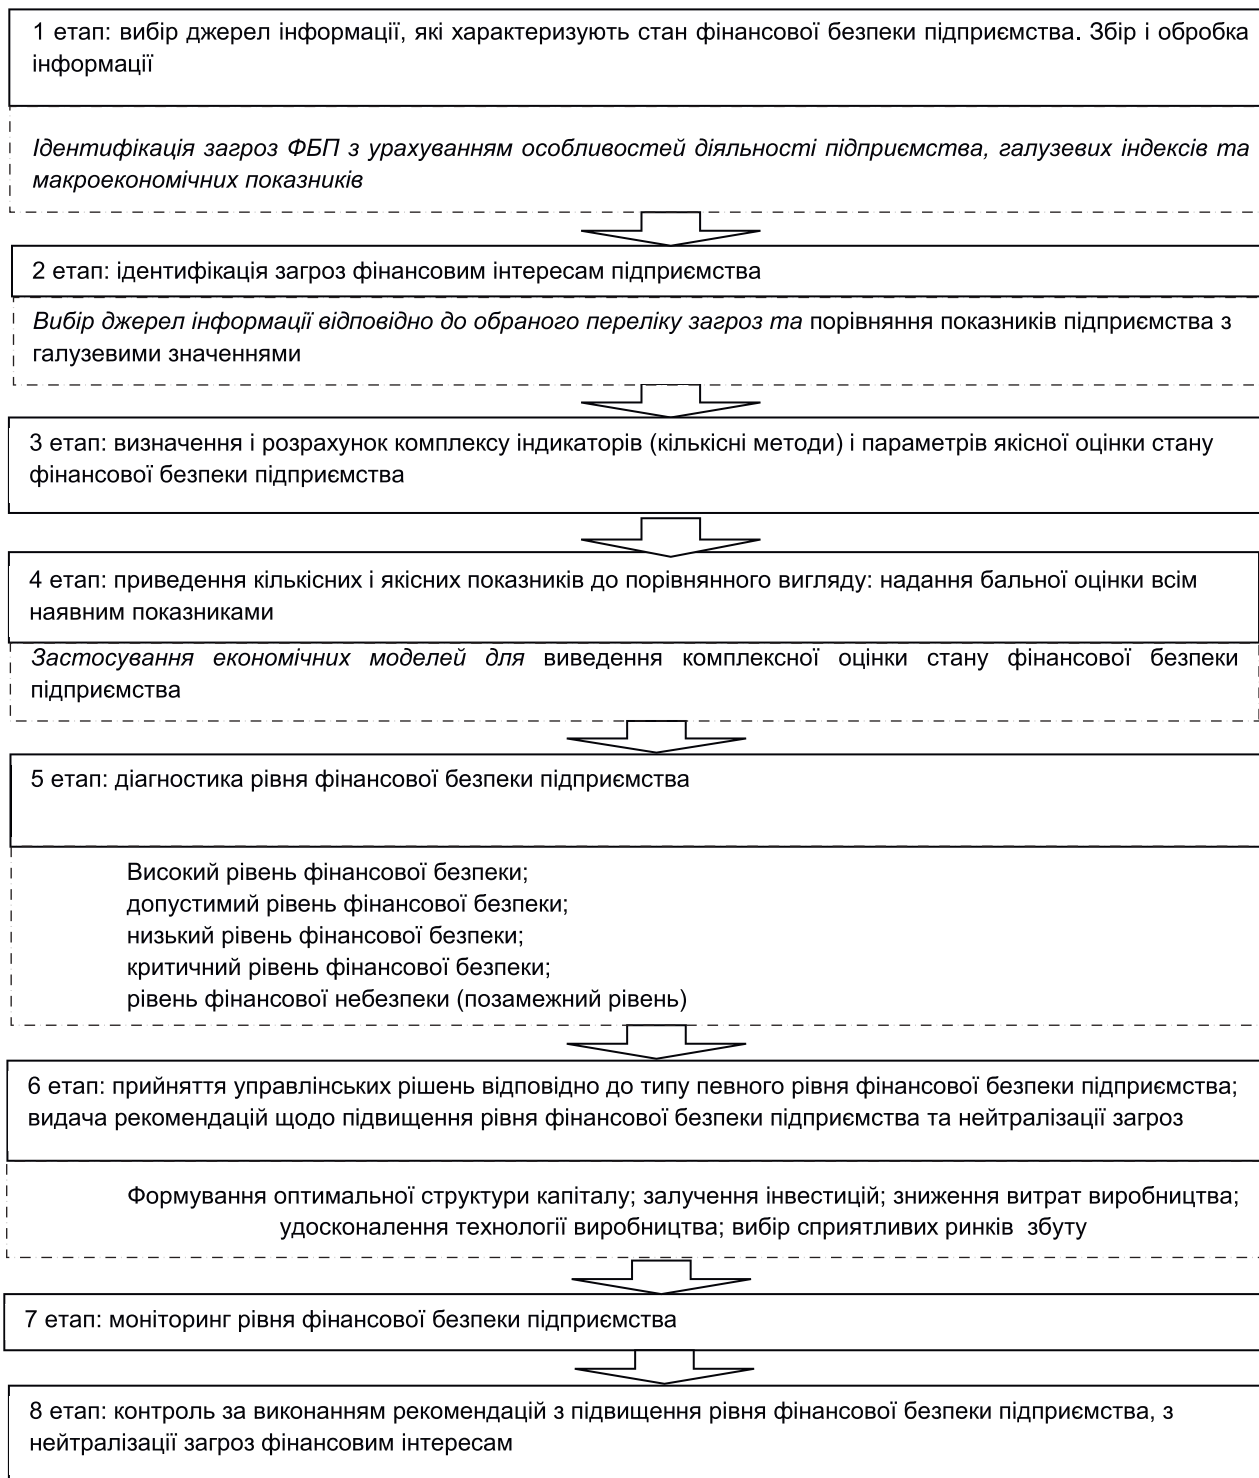 1 етап: вибір джерел інформації, які характеризують стан фінансової безпеки підприємства. Збір і обробка
інформації
Ідентифікація загроз ФБП з урахуванням особливостей діяльності підприємства, галузевих індексів та
макроекономічних показників
2 етап: ідентифікація загроз фінансовим інтересам підприємства
Вибір джерел інформації відповідно до обраного переліку загроз та порівняння показників підприємства з
галузевими значеннями
3 етап: визначення і розрахунок комплексу індикаторів (кількісні методи) і параметрів якісної оцінки стану
фінансової безпеки підприємства
4 етап: приведення кількісних і якісних показників до порівнянного вигляду: надання бальної оцінки всім
наявним показниками
Застосування економічних моделей для виведення комплексної оцінки стану фінансової безпеки
підприємства
5 етап: діагностика рівня фінансової безпеки підприємства
Високий рівень фінансової безпеки;
допустимий рівень фінансової безпеки;
низький рівень фінансової безпеки;
критичний рівень фінансової безпеки;
рівень фінансової небезпеки (позамежний рівень)
6 етап: прийняття управлінських рішень відповідно до типу певного рівня фінансової безпеки підприємства;
видача рекомендацій щодо підвищення рівня фінансової безпеки підприємства та нейтралізації загроз
Формування оптимальної структури капіталу; залучення інвестицій; зниження витрат виробництва;
удосконалення технології виробництва; вибір сприятливих ринків збуту
7 етап: моніторинг рівня фінансової безпеки підприємства
8 етап: контроль за виконанням рекомендацій з підвищення рівня фінансової безпеки підприємства, з
нейтралізації загроз фінансовим інтересам